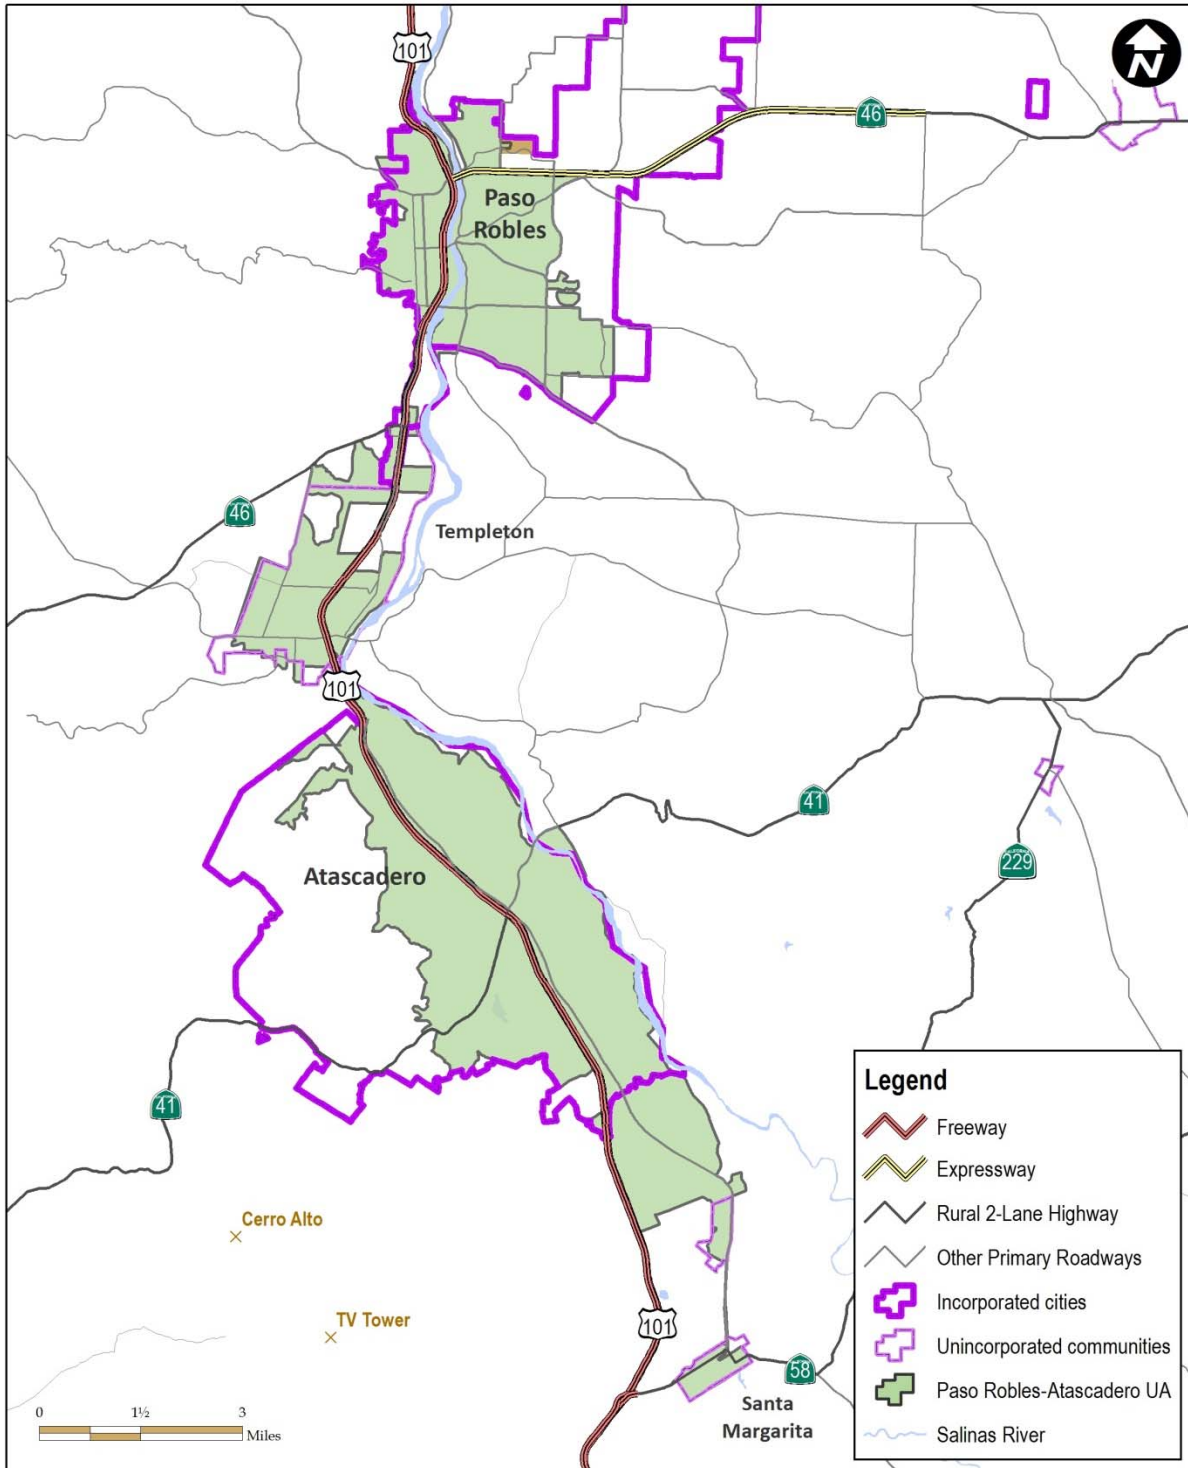 101
N
46
Paso
Robles
46
Templeton
101
41
229
Atascadero
41
Cerro Alto
TV Tower
101
58
Santa
Margarita
0 1½ 3
Miles
Legend
Freeway
Expressway
Rural 2-Lane Highway
Other Primary Roadways
Incorporated cities
Unincorporated communities
Paso Robles-Atascadero UA
Salinas River